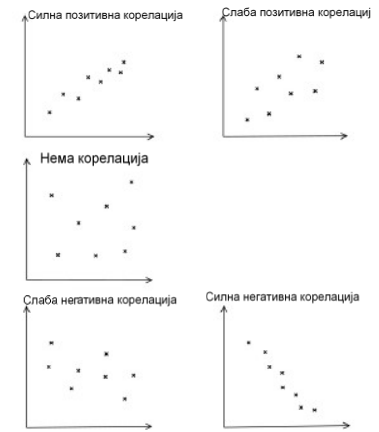 Силна позитивна корелација
Слаба позитивна корелациј
Нема корелација
Слаба негативна корелација
Силна негативна корелација